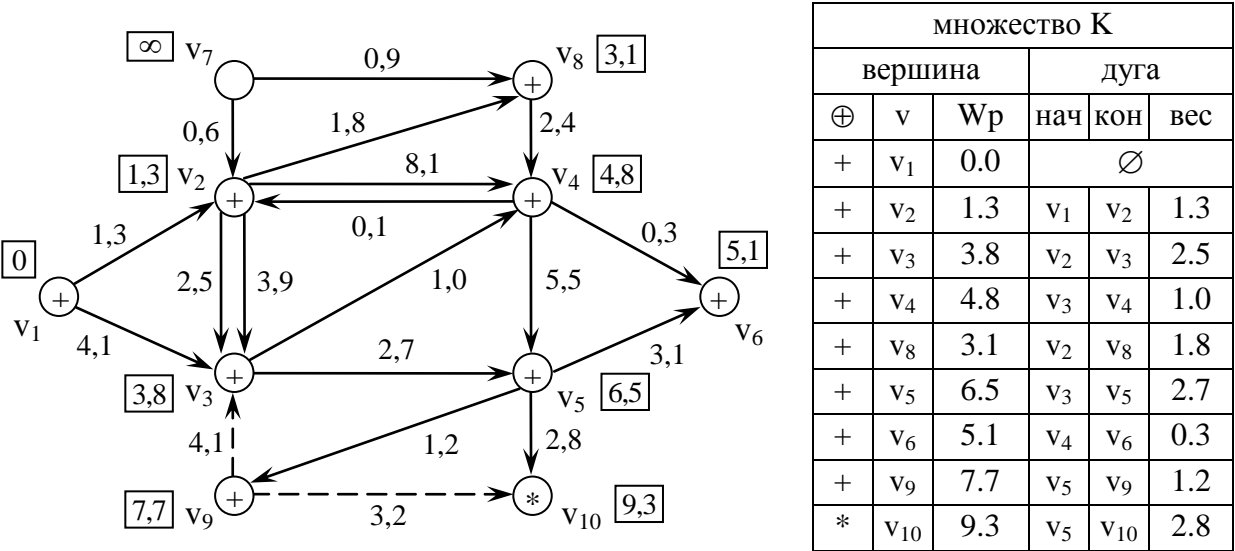 ∞ v7
0,9
v8 3,1
0,6
1,8
2,4
1,3 v2
8,1
v4 4,8
+
+
+
0,1
1,3
0,3
0
5,1
2,5
3,9
1,0
5,5
+
+
v1
v6
4,1
2,7
3,1
+
+
3,8 v3
v5 6,5
4,1
1,2
2,8
+
*
7,7 v9
3,2
v10 9,3
множество K
вершина дуга
⊕ v Wp нач кон вес
+ v1 0.0 ∅
+ v2 1.3 v1 v2 1.3
+ v3 3.8 v2 v3 2.5
+ v4 4.8 v3 v4 1.0
+ v8 3.1 v2 v8 1.8
+ v5 6.5 v3 v5 2.7
+ v6 5.1 v4 v6 0.3
+ v9 7.7 v5 v9 1.2
* v10 9.3 v5 v10 2.8